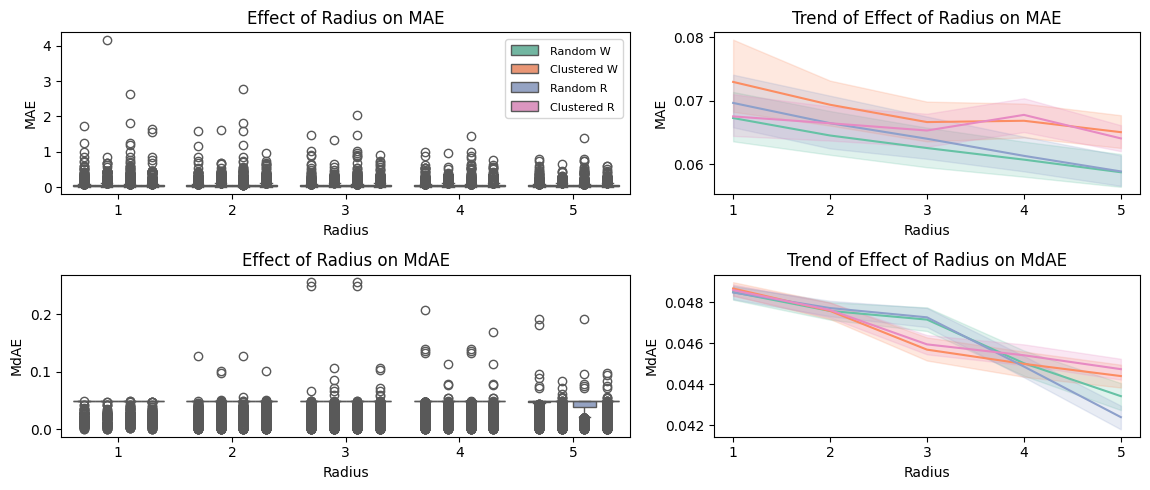 Effect of Radius on MAE
MAE
4
3
2
1
0
Random W
Clustered W
Random R
Clustered R
1 2 3 4 5
Radius
Trend of Effect of Radius on MAE
MAE
0.08
0.07
0.06
1 2 3 4 5
Radius
Effect of Radius on MdAE
MdAE
0.2
0.1
0.0
1 2 3 4 5
Radius
Trend of Effect of Radius on MdAE
MdAE
0.048
0.046
0.044
0.042
1 2 3 4 5
Radius